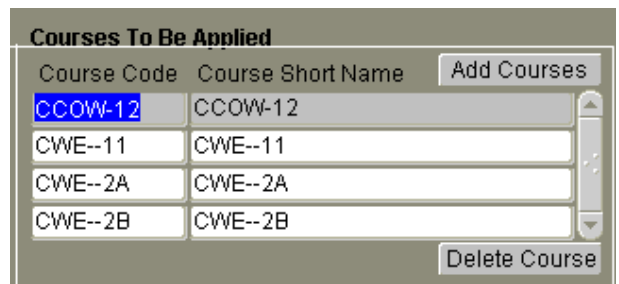 Courses To Be Applied
Course Code Course Short Name Add Courses
CCOW-12 CCOW-12
CWE--11 CWE--11
CWE--2A CWE--2A
CWE--2B CWE--2B
Delete Course